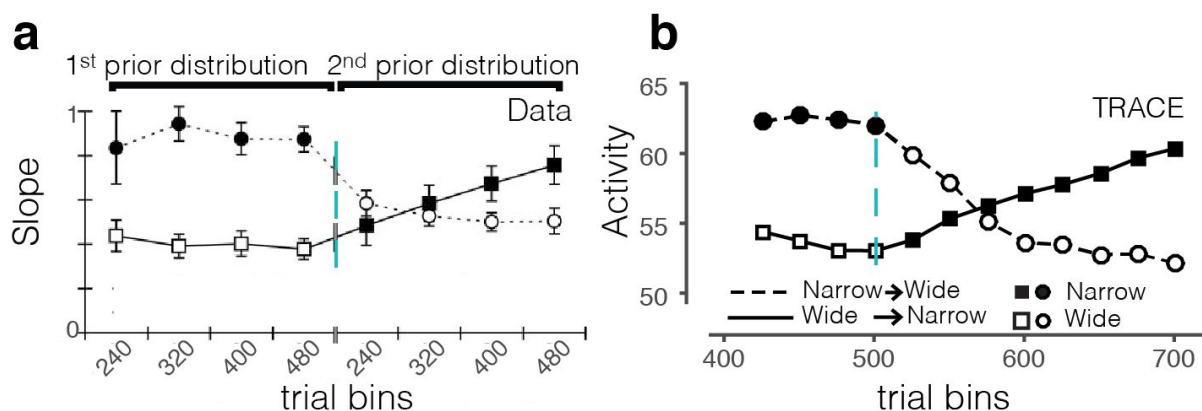 a
1st prior distribution 2nd prior distribution
Data
1
Slope
0
240 320 400 480 240 320 400 480
trial bins
b
65
TRACE
60
Activity
55
50
Narrow→Wide
Wide →Narrow
Narrow
Wide
400 500 600 700
trial bins